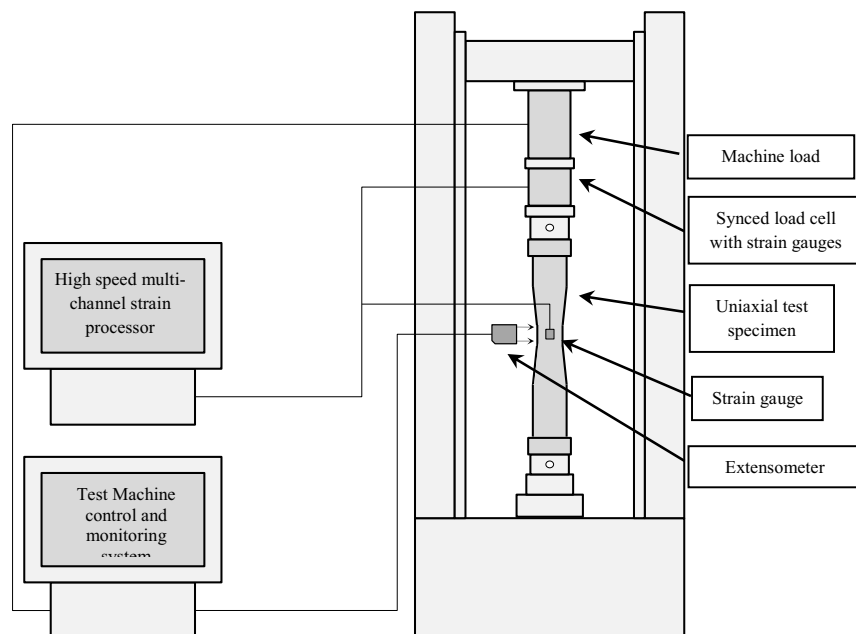 Machine load
Synced load cell
with strain gauges
High speed multi-
channel strain
processor
Uniaxial test
specimen
Strain gauge
Extensometer
Test Machine
control and
monitoring
system